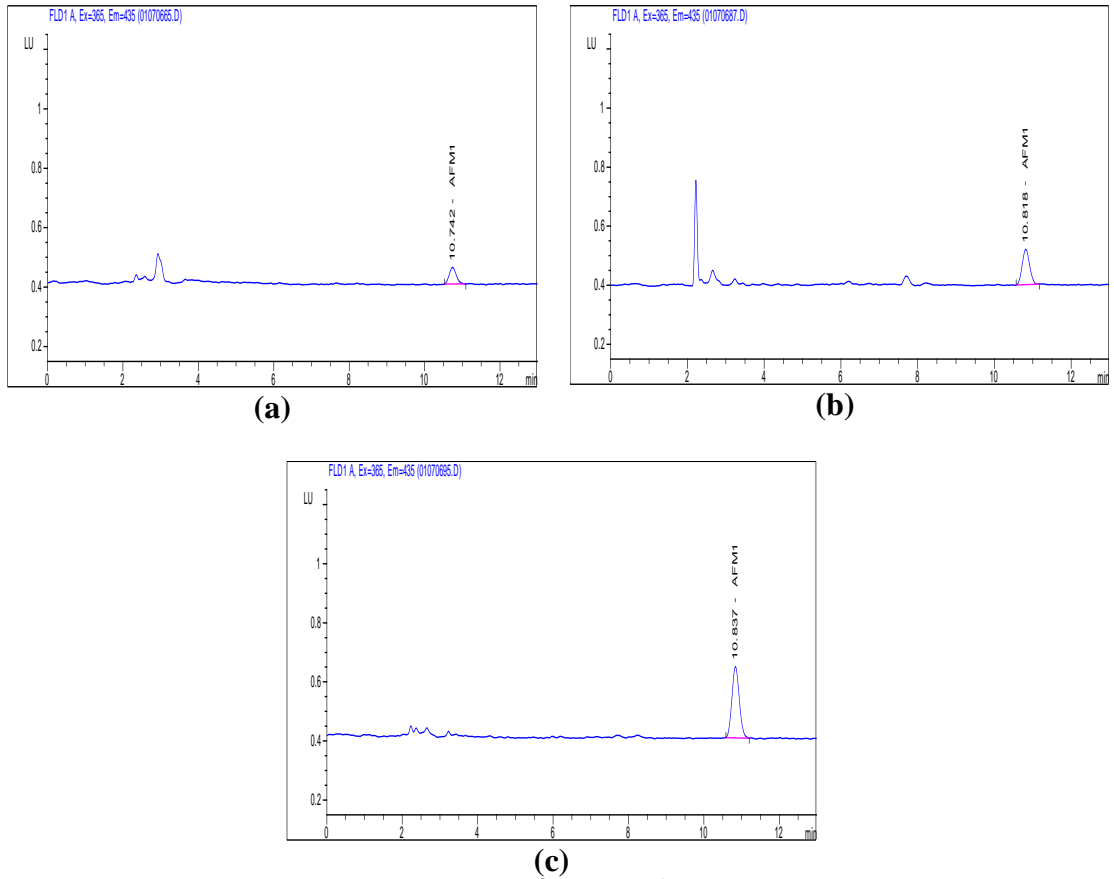 FLD1 A, Ex=365, Em=435 (01070665.D)
LU
1
0.8
0.6
0.4
0.2
10.742 - AFM1
0 2 4 6 8 10 12 min
(a)
FLD1 A, Ex=365, Em=435 (01070687.D)
LU
1
0.8
0.6
0.4
0.2
10.818 - AFM1
0 2 4 6 8 10 12 min
(b)
FLD1 A, Ex=365, Em=435 (01070695.D)
LU
1
0.8
0.6
0.4
0.2
10.837 - AFM1
0 2 4 6 8 10 12 min
(c)